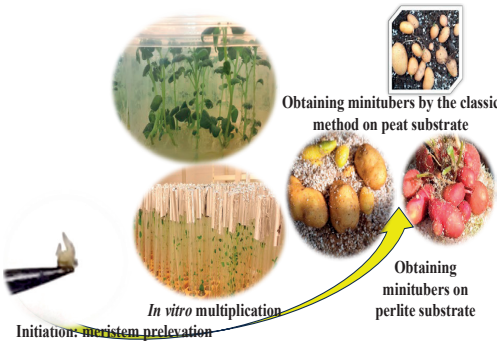 Obtaining minitubers by the classic
method on peat substrate
Obtaining
minitubers on
perlite substrate
In vitro multiplication
Initiation: meristem prelevation